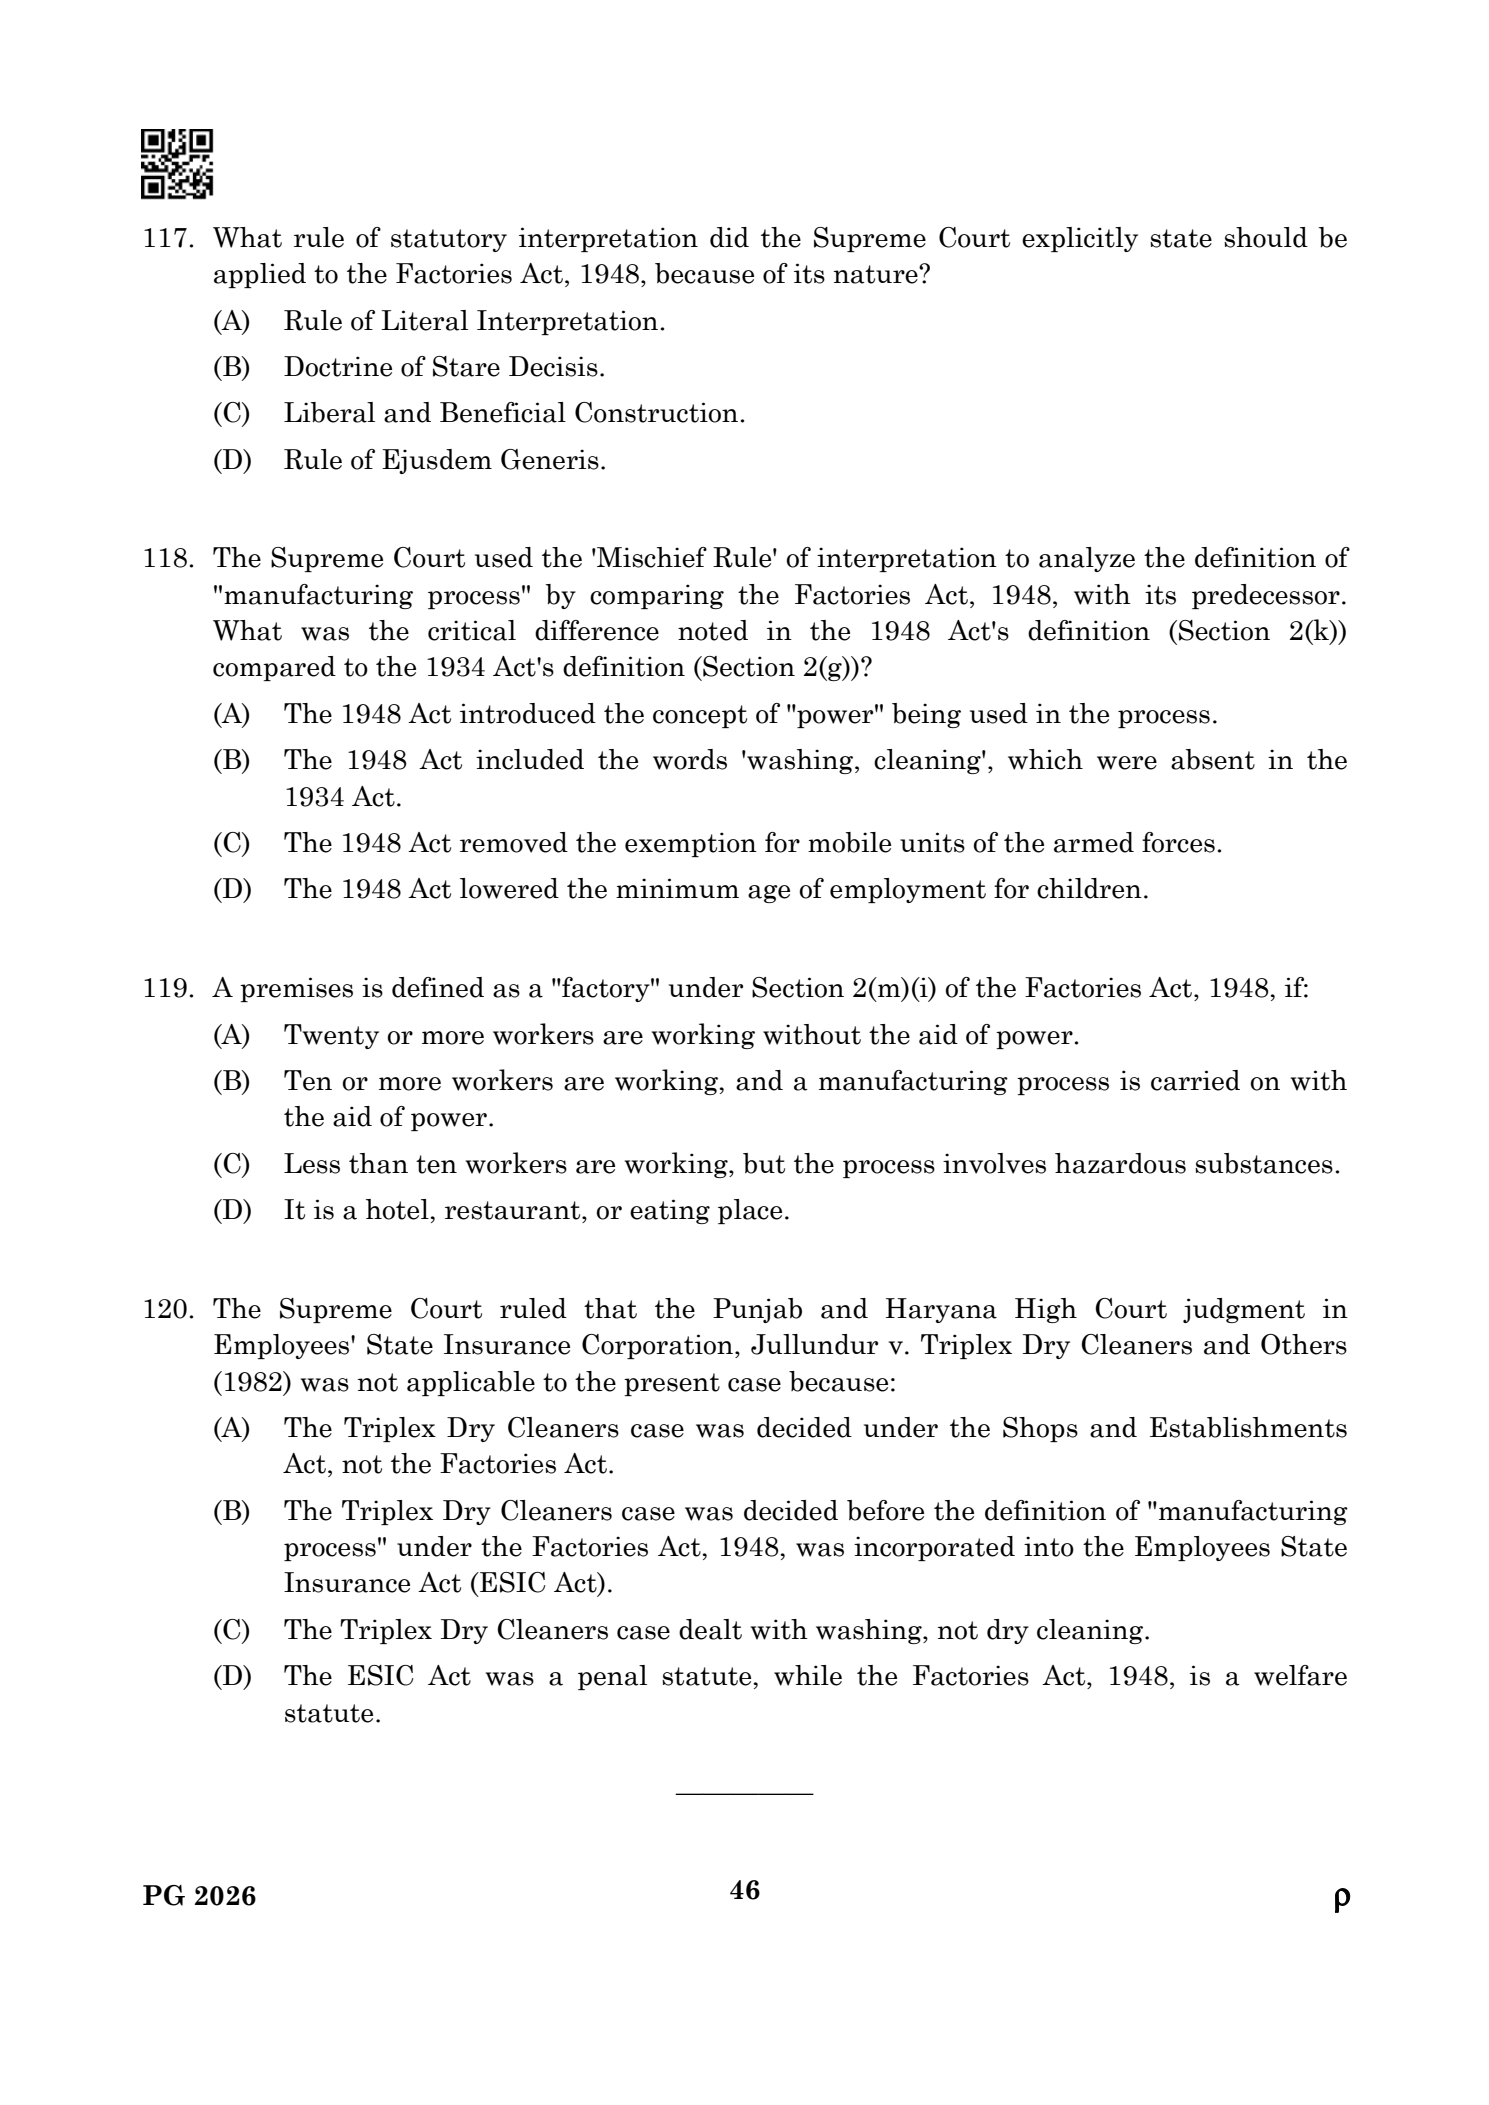 117. What rule of statutory interpretation did the Supreme Court explicitly state should be
applied to the Factories Act, 1948, because of its nature?
(A) Rule of Literal Interpretation.
(B) Doctrine of Stare Decisis.
(C) Liberal and Beneficial Construction.
(D) Rule of Ejusdem Generis.
118. The Supreme Court used the 'Mischief Rule' of interpretation to analyze the definition of
"manufacturing process" by comparing the Factories Act, 1948, with its predecessor.
What was the critical difference noted in the 1948 Act's definition (Section 2(k))
compared to the 1934 Act's definition (Section 2(g))?
(A) The 1948 Act introduced the concept of "power" being used in the process.
(B) The 1948 Act included the words 'washing, cleaning', which were absent in the
1934 Act.
(C) The 1948 Act removed the exemption for mobile units of the armed forces.
(D) The 1948 Act lowered the minimum age of employment for children.
119. A premises is defined as a "factory" under Section 2(m)(i) of the Factories Act, 1948, if:
(A) Twenty or more workers are working without the aid of power.
(B) Ten or more workers are working, and a manufacturing process is carried on with
the aid of power.
(C) Less than ten workers are working, but the process involves hazardous substances.
(D) It is a hotel, restaurant, or eating place.
120. The Supreme Court ruled that the Punjab and Haryana High Court judgment in
Employees' State Insurance Corporation, Jullundur v. Triplex Dry Cleaners and Others
(1982) was not applicable to the present case because:
(A) The Triplex Dry Cleaners case was decided under the Shops and Establishments
Act, not the Factories Act.
(B) The Triplex Dry Cleaners case was decided before the definition of "manufacturing
process" under the Factories Act, 1948, was incorporated into the Employees State
Insurance Act (ESIC Act).
(C) The Triplex Dry Cleaners case dealt with washing, not dry cleaning.
(D) The ESIC Act was a penal statute, while the Factories Act, 1948, is a welfare
statute.
PG 2026
46
ρ